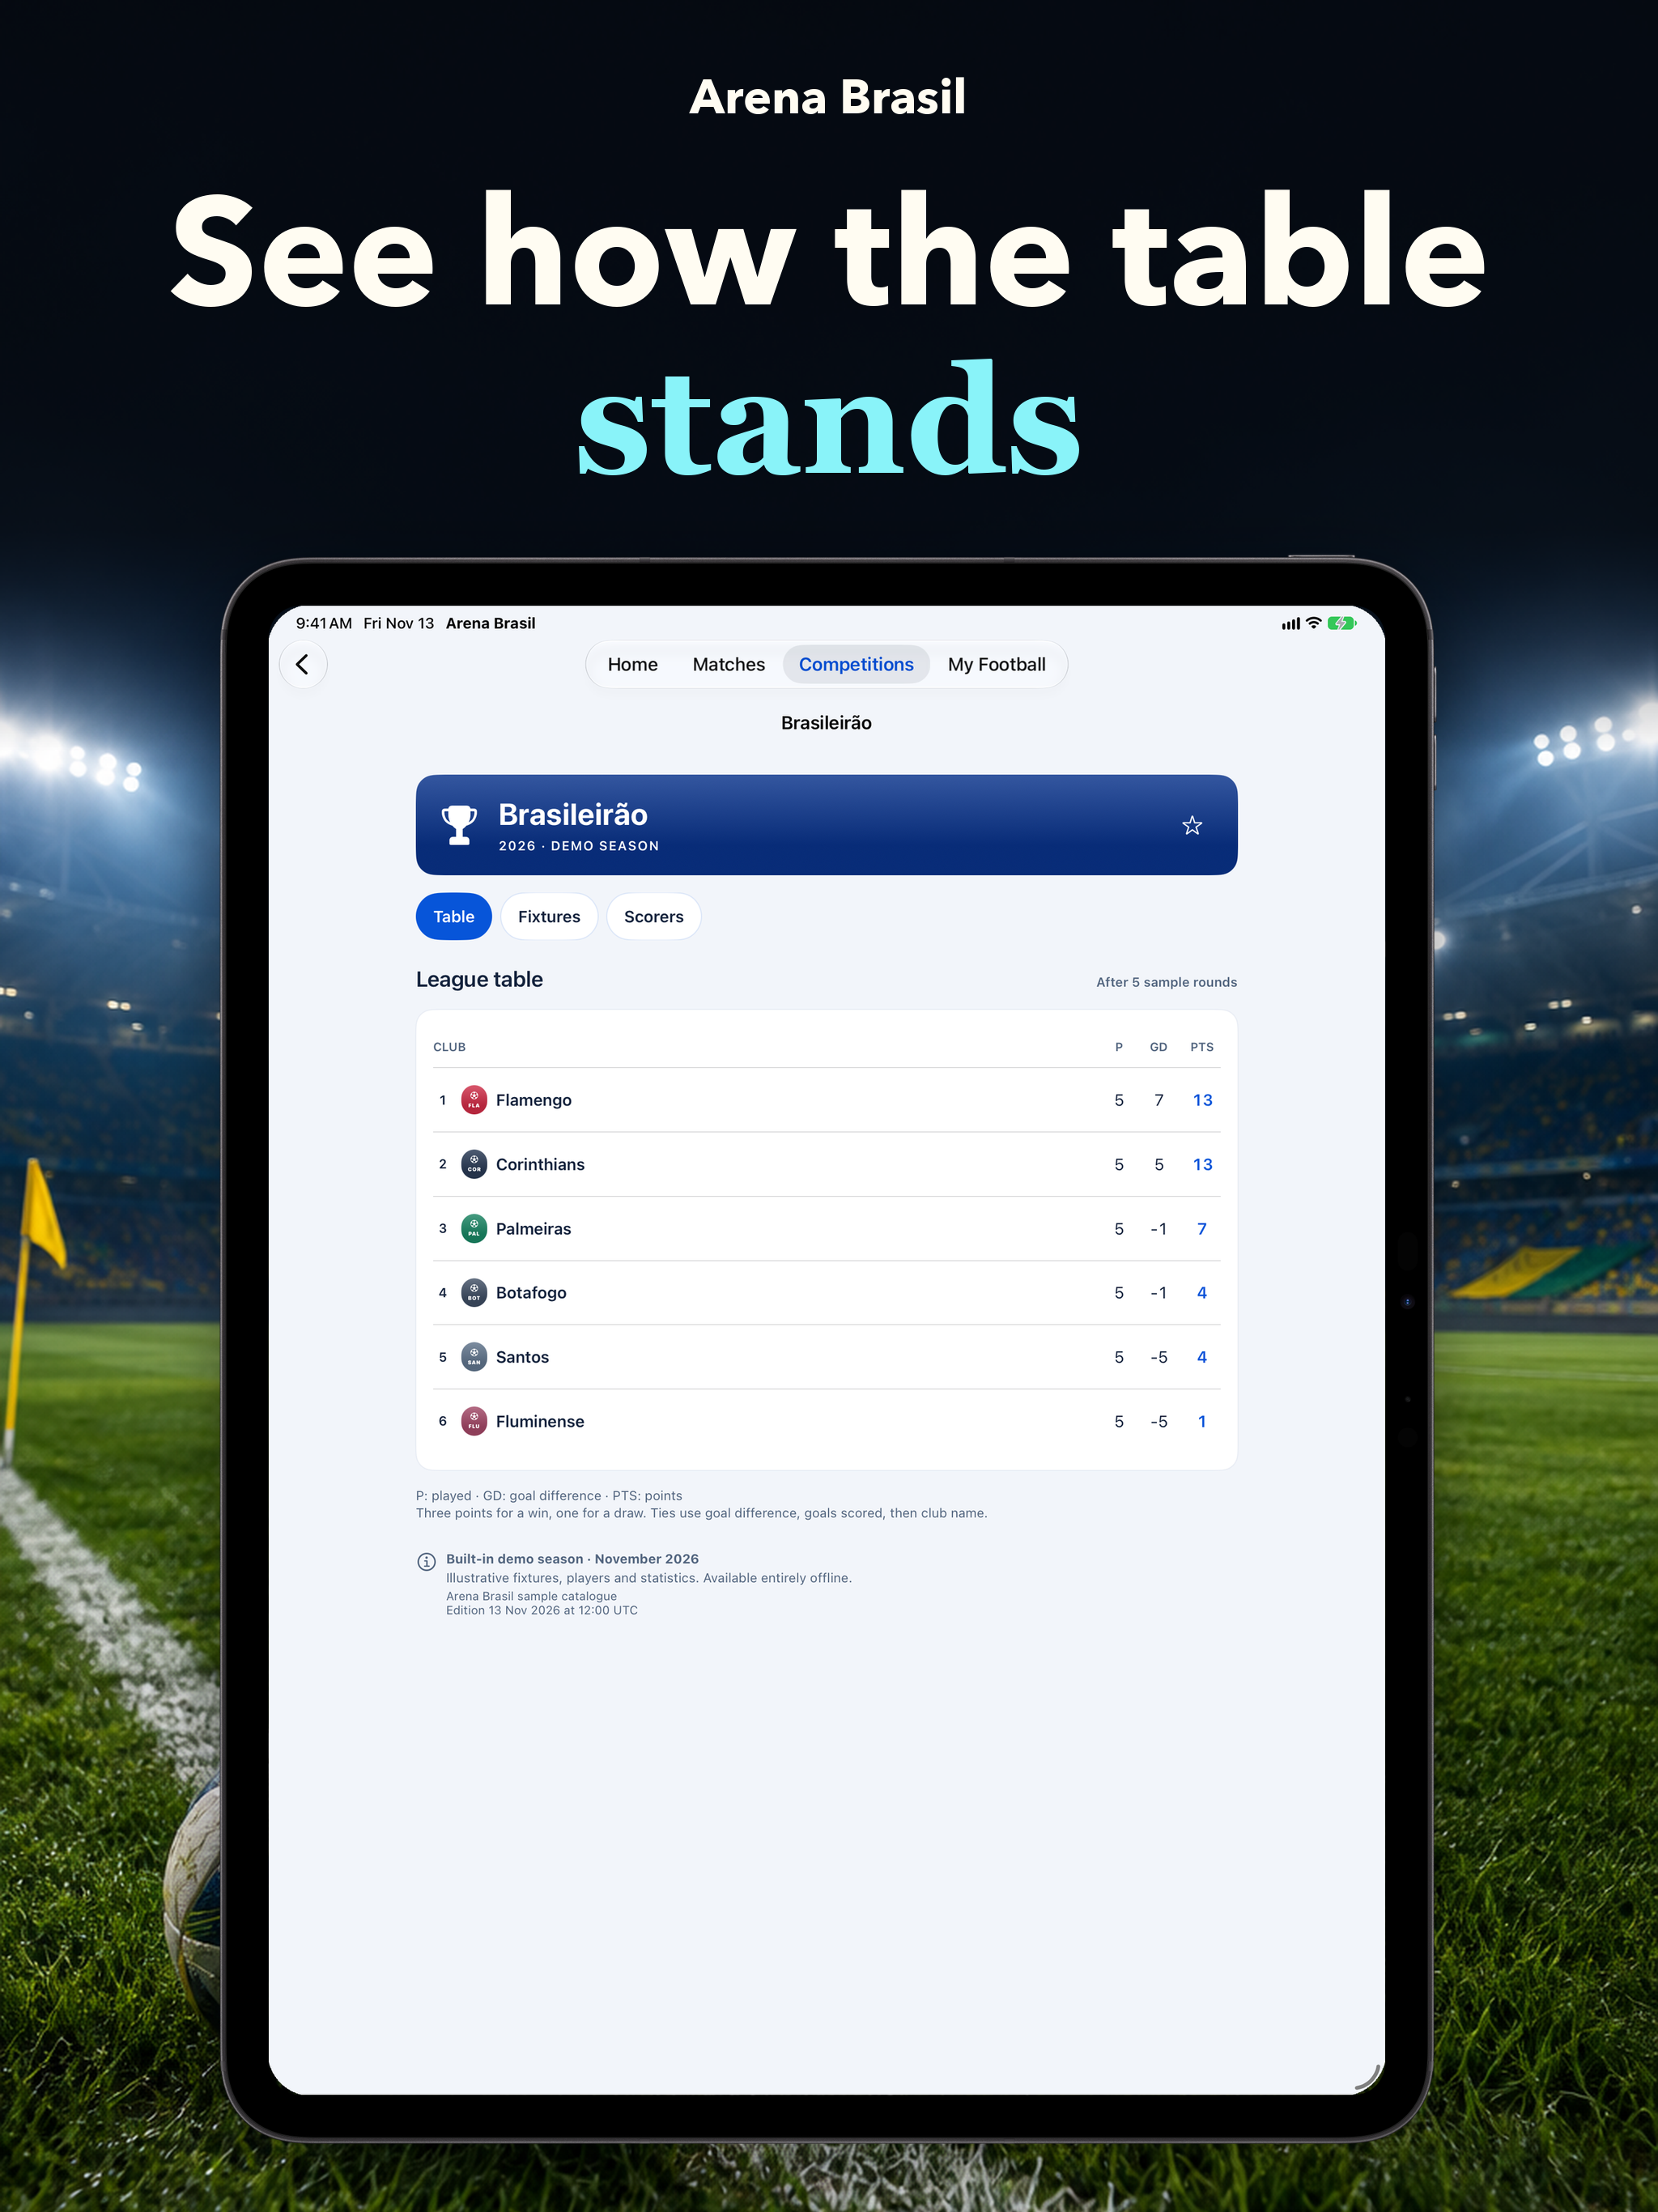 Arena Brasil
See how the table
stands
9:41 AM Fri Nov 13 Arena Brasil
Home Matches Competitions My Football
Brasileirão
Brasileirão
2026 · DEMO SEASON
Table Fixtures Scorers
League table After 5 sample rounds
CLUB P GD PTS
1 FLA Flamengo 5 7 13
2 COR Corinthians 5 5 13
3 PAL Palmeiras 5 -1 7
4 BOT Botafogo 5 -1 4
5 SAN Santos 5 -5 4
6 FLU Fluminense 5 -5 1
P: played · GD: goal difference · PTS: points
Three points for a win, one for a draw. Ties use goal difference, goals scored, then club name.
Built-in demo season · November 2026
Illustrative fixtures, players and statistics. Available entirely offline.
Arena Brasil sample catalogue
Edition 13 Nov 2026 at 12:00 UTC